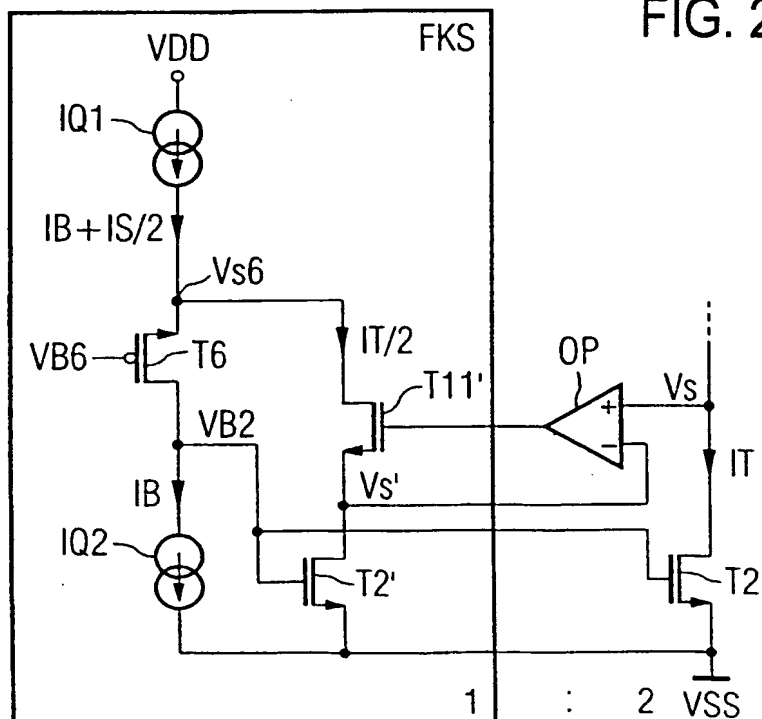 FIG. 2
FKS
VDD
IQ1
IB+IS/2
Vs6
IT/2
OP
VB6
T6
T11'
Vs
VB2
IT
IB
Vs'
IQ2
T2'
T2
1 : 2
VSS